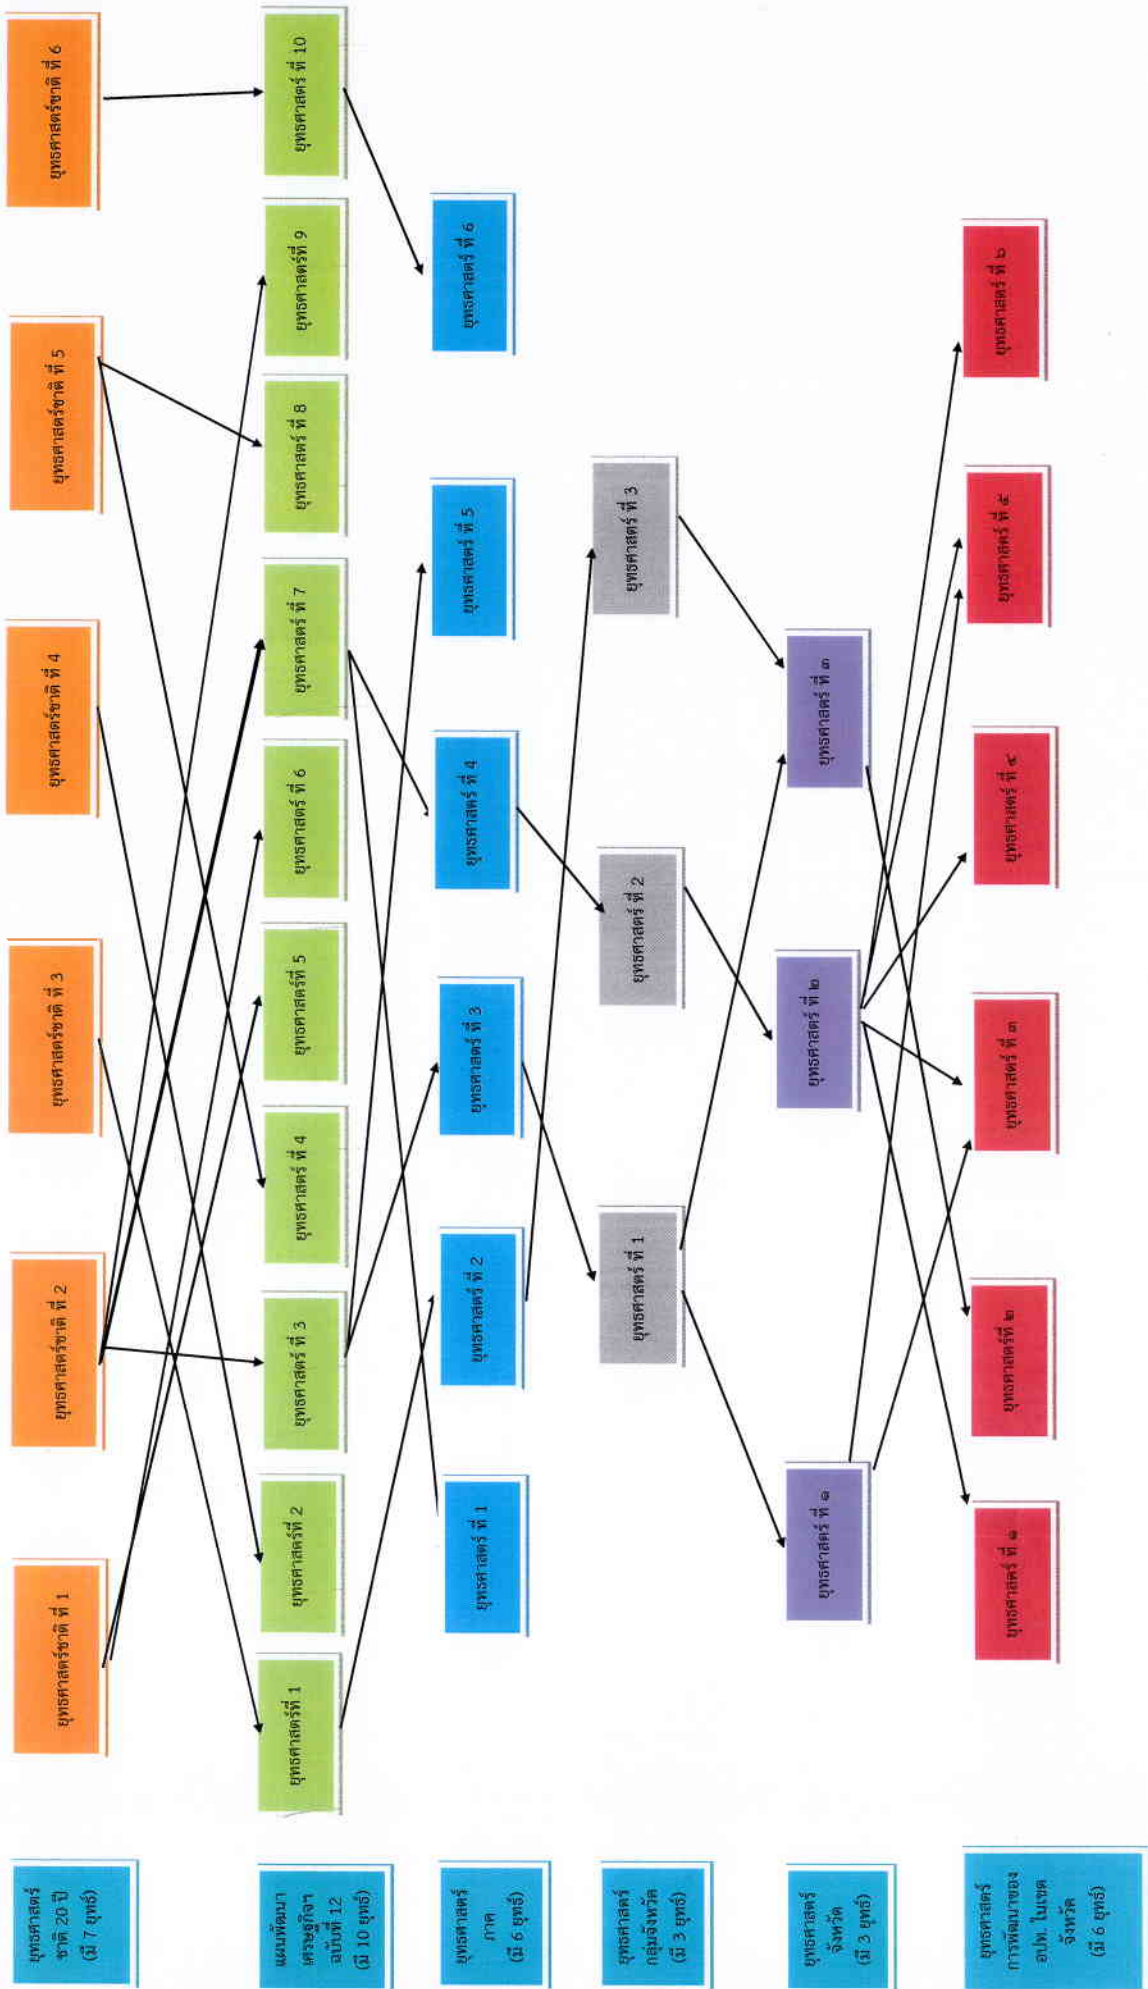 ยุทธศาสตร์
ชาติ 20 ปี
(มี 7 ยุทธ์)
ยุทธศาสตร์ชาติ ที่ 1
ยุทธศาสตร์ชาติ ที่ 2
ยุทธศาสตร์ชาติ ที่ 3
ยุทธศาสตร์ชาติ ที่ 4
ยุทธศาสตร์ชาติ ที่ 5
ยุทธศาสตร์ชาติ ที่ 6
แผนพัฒนา
เศรษฐกิจฯ
ฉบับที่ 12
(มี 10 ยุทธ์)
ยุทธศาสตร์ที่ 1
ยุทธศาสตร์ที่ 2
ยุทธศาสตร์ ที่ 3
ยุทธศาสตร์ ที่ 4
ยุทธศาสตร์ที่ 5
ยุทธศาสตร์ ที่ 6
ยุทธศาสตร์ ที่ 7
ยุทธศาสตร์ ที่ 8
ยุทธศาสตร์ที่ 9
ยุทธศาสตร์ ที่ 10
ยุทธศาสตร์
ภาค
(มี 6 ยุทธ์)
ยุทธศาสตร์ ที่ 1
ยุทธศาสตร์ ที่ 2
ยุทธศาสตร์ ที่ 3
ยุทธศาสตร์ ที่ 4
ยุทธศาสตร์ ที่ 5
ยุทธศาสตร์ ที่ 6
ยุทธศาสตร์
กลุ่มจังหวัด
(มี 3 ยุทธ์)
ยุทธศาสตร์ ที่ 1
ยุทธศาสตร์ ที่ 2
ยุทธศาสตร์ ที่ 3
ยุทธศาสตร์
จังหวัด
(มี 3 ยุทธ์)
ยุทธศาสตร์ ที่ ๑
ยุทธศาสตร์ ที่ ๒
ยุทธศาสตร์ ที่ ๓
ยุทธศาสตร์
การพัฒนาของ
อปท. ในเขต
จังหวัด
(มี 6 ยุทธ์)
ยุทธศาสตร์ ที่ ๑
ยุทธศาสตร์ที่ ๒
ยุทธศาสตร์ ที่ ๓
ยุทธศาสตร์ ที่ ๔
ยุทธศาสตร์ ที่ ๕
ยุทธศาสตร์ ที่ ๖